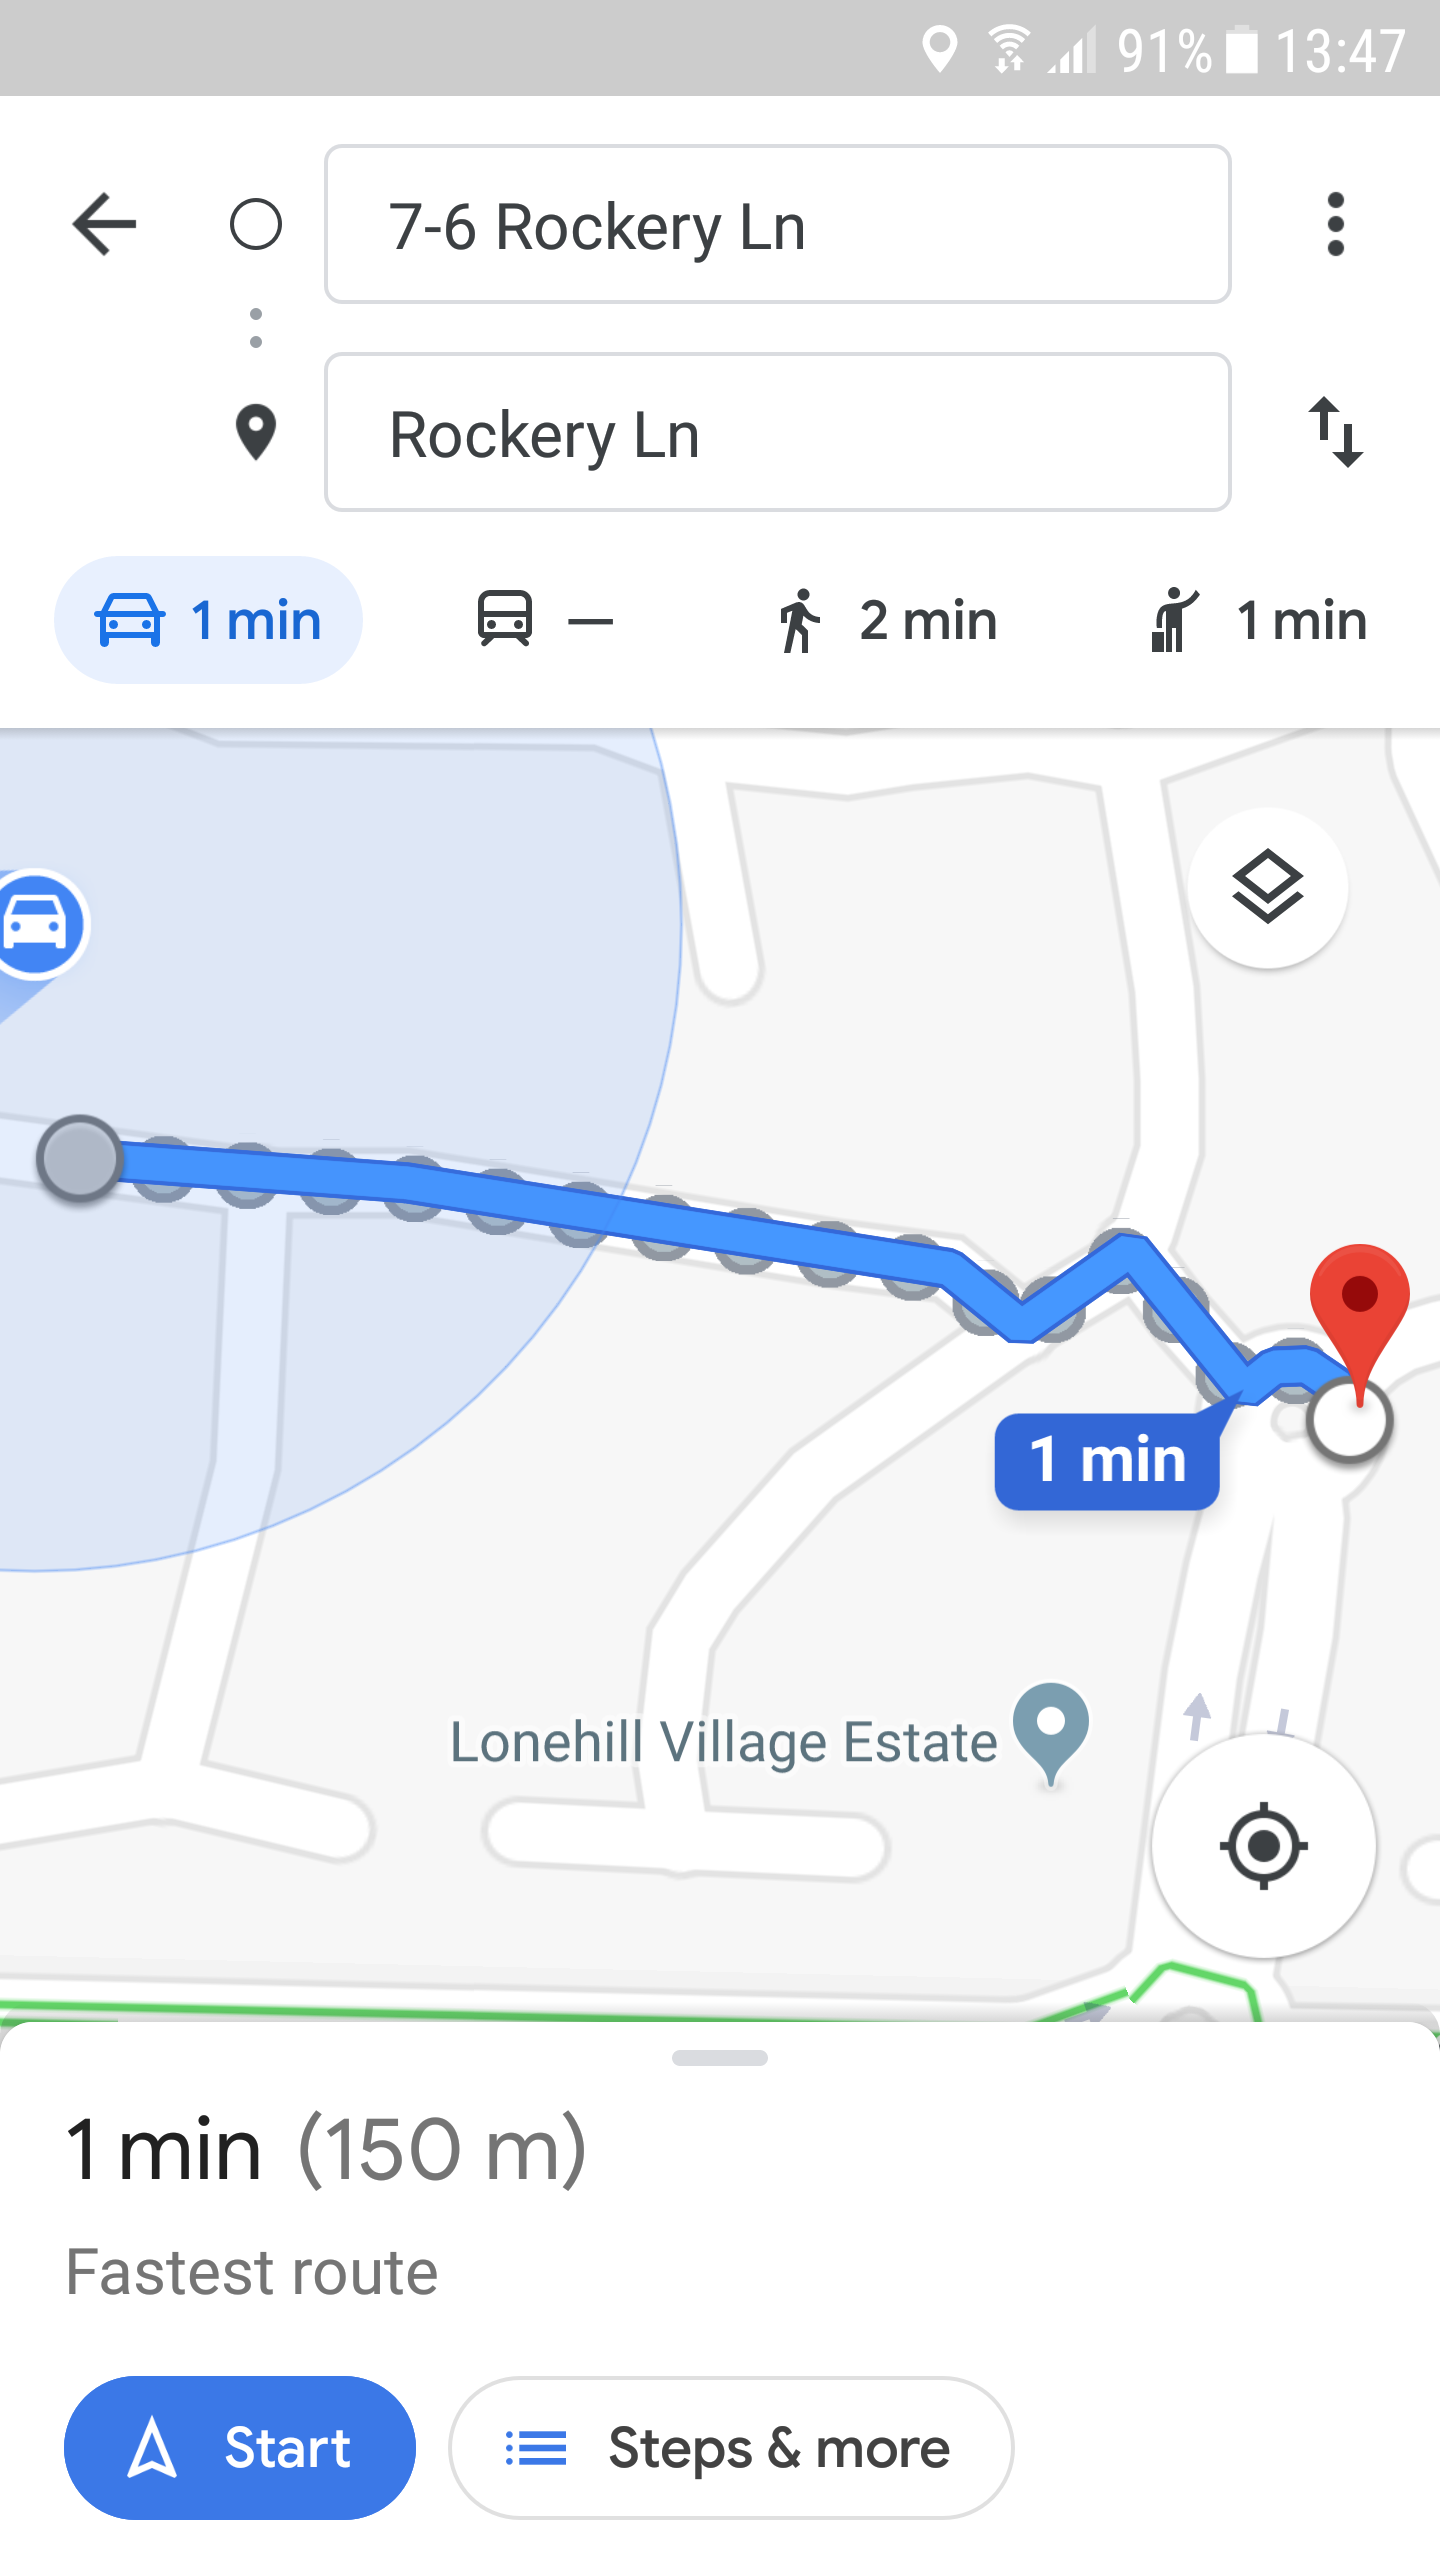 91% 13:47
7-6 Rockery Ln
Rockery Ln
1 min
—
2 min
1 min
1 min
Lonehill Village Estate
1 min (150 m)
Fastest route
Start
Steps & more